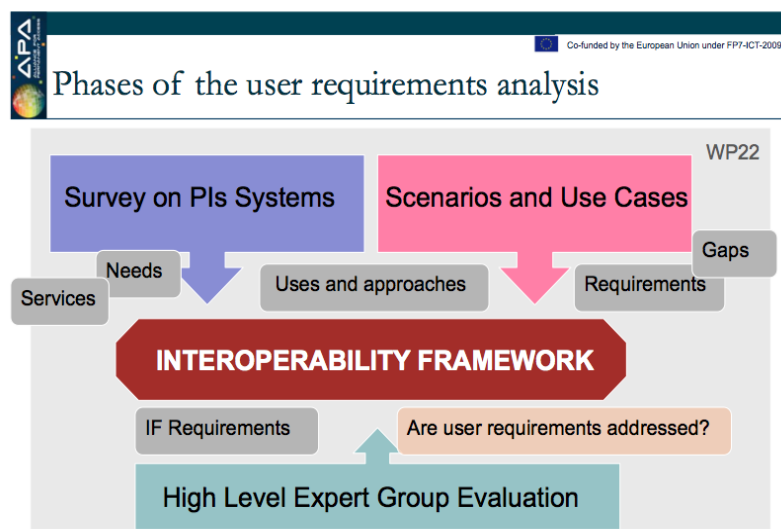 APA
Co-funded by the European Union under FP7-ICT-2009
Phases of the user requirements analysis
WP22
Survey on PIs Systems
Scenarios and Use Cases
Gaps
Needs
Services
Uses and approaches
Requirements
INTEROPERABILITY FRAMEWORK
IF Requirements
Are user requirements addressed?
High Level Expert Group Evaluation